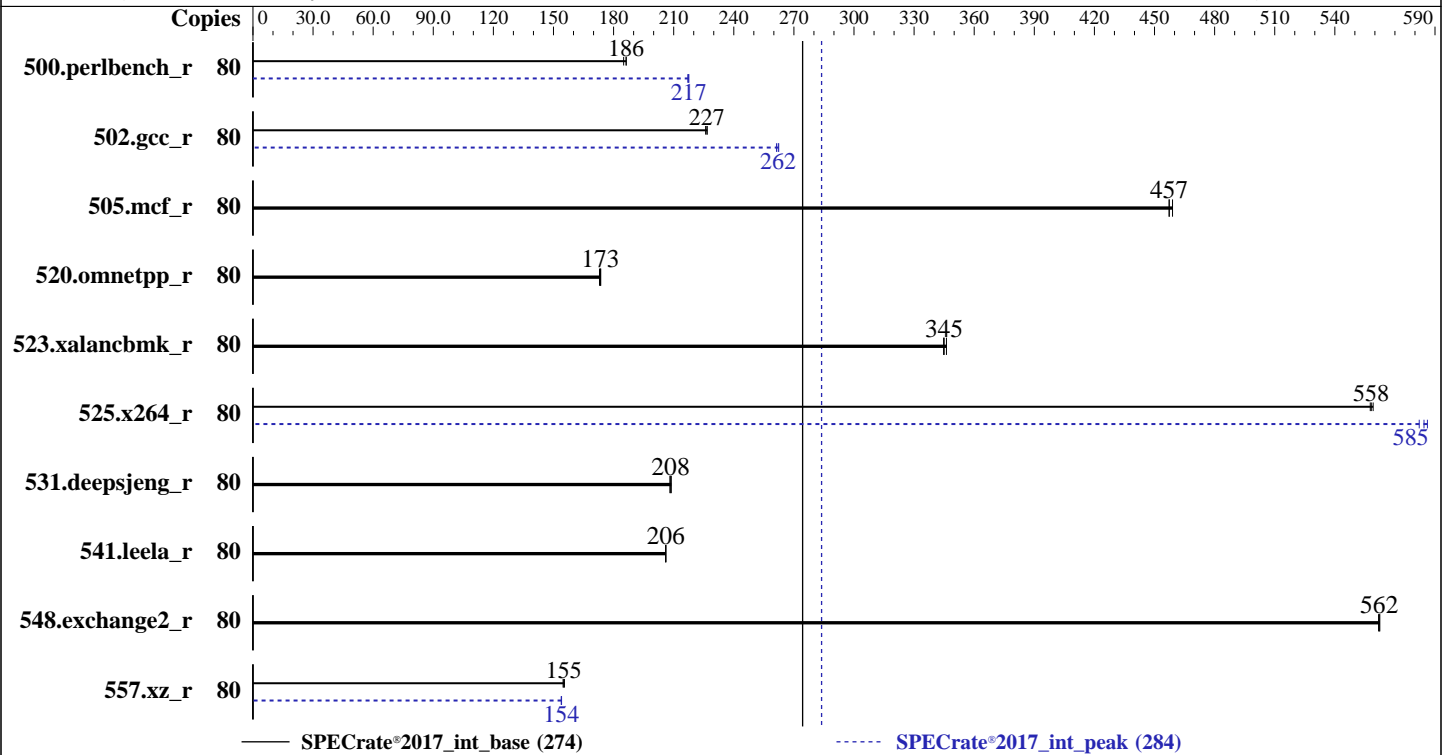 Copies 0 30.0 60.0 90.0 120 150 180 210 240 270 300 330 360 390 420 450 480 510 540 590
500.perlbench_r 80 186
217
502.gcc_r 80 227
262
505.mcf_r 80 457
520.omnetpp_r 80 173
523.xalancbmk_r 80 345
525.x264_r 80 558
585
531.deepsjeng_r 80 208
541.leela_r 80 206
548.exchange2_r 80 562
557.xz_r 80 155
154
SPECrate®2017_int_base (274) SPECrate®2017_int_peak (284)